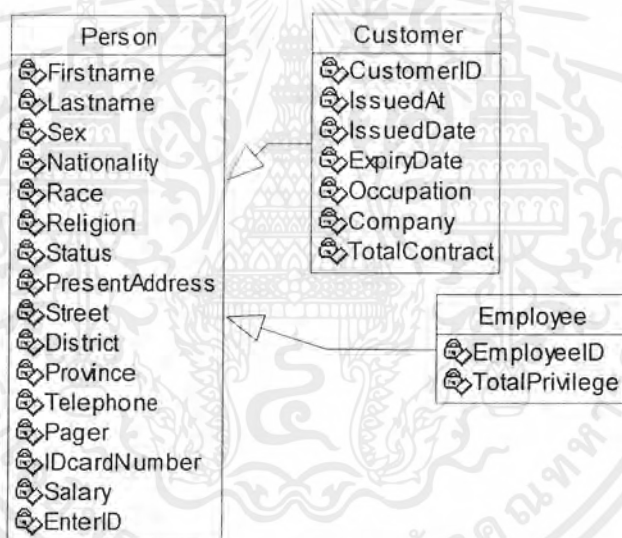 Person
Firstname
Lastname
Sex
Nationality
Race
Religion
Status
PresentAddress
Street
District
Province
Telephone
Pager
IDcardNumber
Salary
EnterID
Customer
CustomerID
IssuedAt
IssuedDate
ExpiryDate
Occupation
Company
TotalContract
Employee
EmployeeID
TotalPrivilege